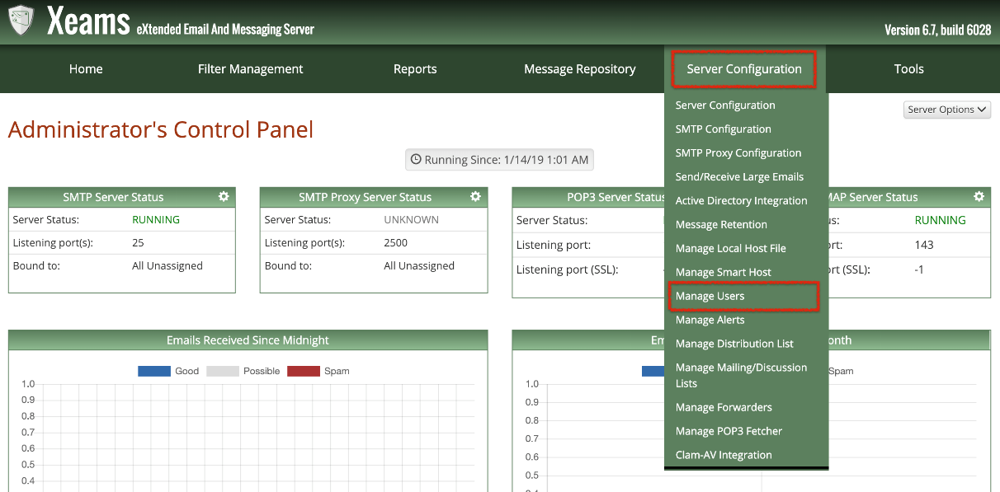 Xeams eXtended Email And Messaging Server
Version 6.7, build 6028
Home Filter Management Reports Message Repository Server Configuration Tools
Server Options
Administrator's Control Panel
Running Since: 1/14/19 1:01 AM
Server Configuration
SMTP Configuration
SMTP Proxy Configuration
Send/Receive Large Emails
Active Directory Integration
Message Retention
Manage Local Host File
Manage Smart Host
Manage Users
Manage Alerts
Manage Distribution List
Manage Mailing/Discussion
Lists
Manage Forwarders
Manage POP3 Fetcher
Clam-AV Integration
SMTP Server Status
Server Status: RUNNING
Listening port(s): 25
Bound to: All Unassigned
SMTP Proxy Server Status
Server Status: UNKNOWN
Listening port(s): 2500
Bound to: All Unassigned
POP3 Server Status
Server Status:
Listening port:
Listening port (SSL):
MAP Server Status
us: RUNNING
ort: 143
ort (SSL): -1
Emails Received Since Midnight
Good Possible Spam
1.0
0.9
0.8
0.7
0.6
0.5
0.4
Em
onth
Spam
1.0
0.9
0.8
0.7
0.6
0.5